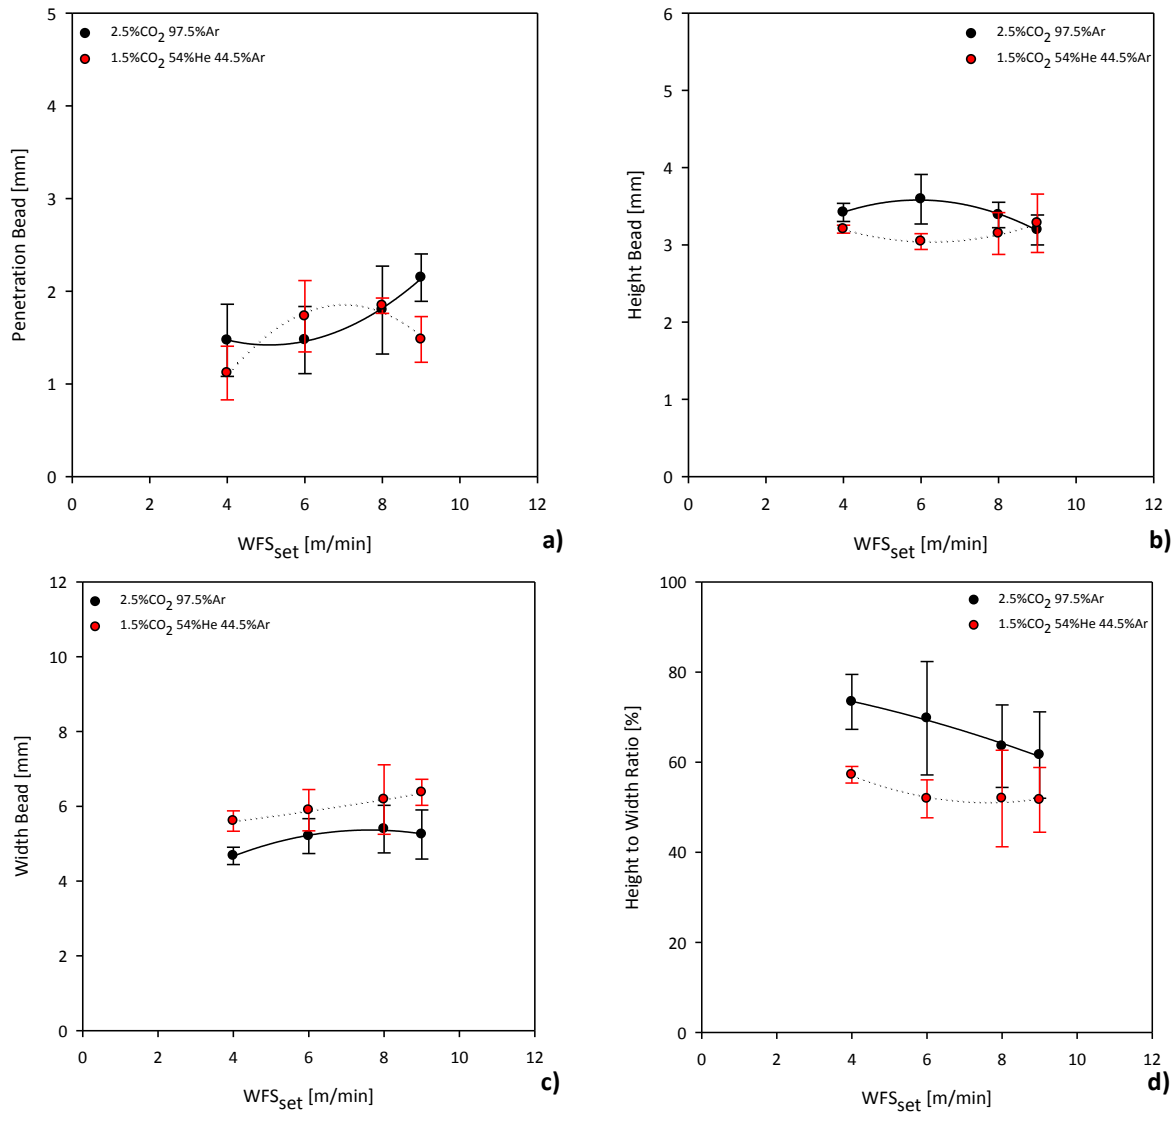 5
4
3
2
1
0
Penetration Bead [mm]
2.5%CO2 97.5%Ar
1.5%CO2 54%He 44.5%Ar
0 2 4 6 8 10 12
WFSset [m/min]
a)
6
5
4
3
2
1
0
Height Bead [mm]
2.5%CO2 97.5%Ar
1.5%CO2 54%He 44.5%Ar
0 2 4 6 8 10 12
WFSset [m/min]
b)
12
10
8
6
4
2
0
Width Bead [mm]
2.5%CO2 97.5%Ar
1.5%CO2 54%He 44.5%Ar
0 2 4 6 8 10 12
WFSset [m/min]
c)
100
80
60
40
20
0
Height to Width Ratio [%]
2.5%CO2 97.5%Ar
1.5%CO2 54%He 44.5%Ar
0 2 4 6 8 10 12
WFSset [m/min]
d)